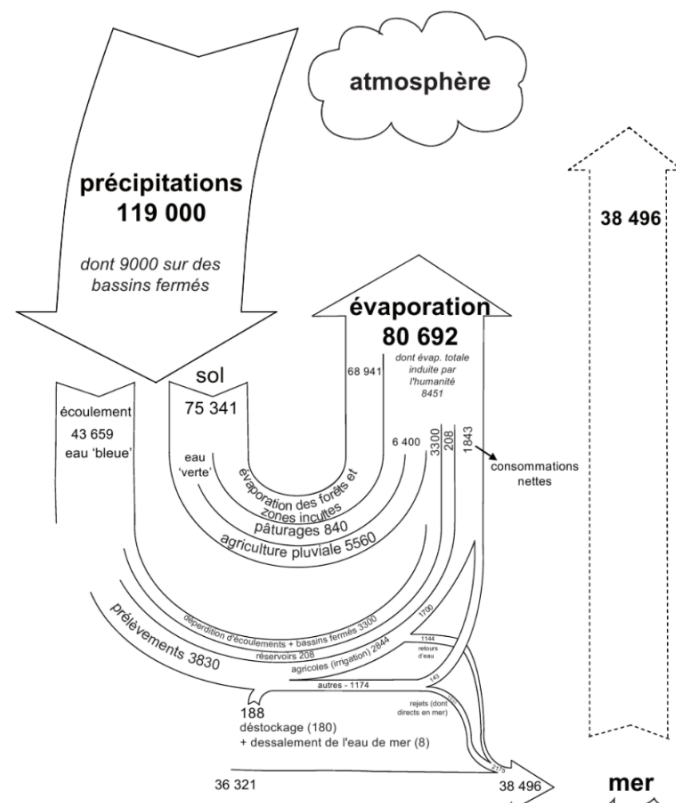 atmosphère
précipitations
119 000
dont 9000 sur des
bassins fermés
38 496
évaporation
80 692
dont évap. totale
induite par
l'humanité
8451
68 941
sol
75 341
écoulement
43 659
eau 'bleue'
eau
'verte'
6 400
3300
208
1843
consommations
nettes
évaporation des forêts et
zones incultes
pâturages 840
agriculture pluviale 5560
déperdition d'écoulements + bassins fermés 3300
réservoirs 208
agricoles (irrigation) 2844
1700
prélèvements 3830
1144
retours
d'eau
autres - 1174
143
rejets (dont
directs en mer)
188
déstockage (180)
+ dessalement de l'eau de mer (8)
2175
36 321
38 496
mer